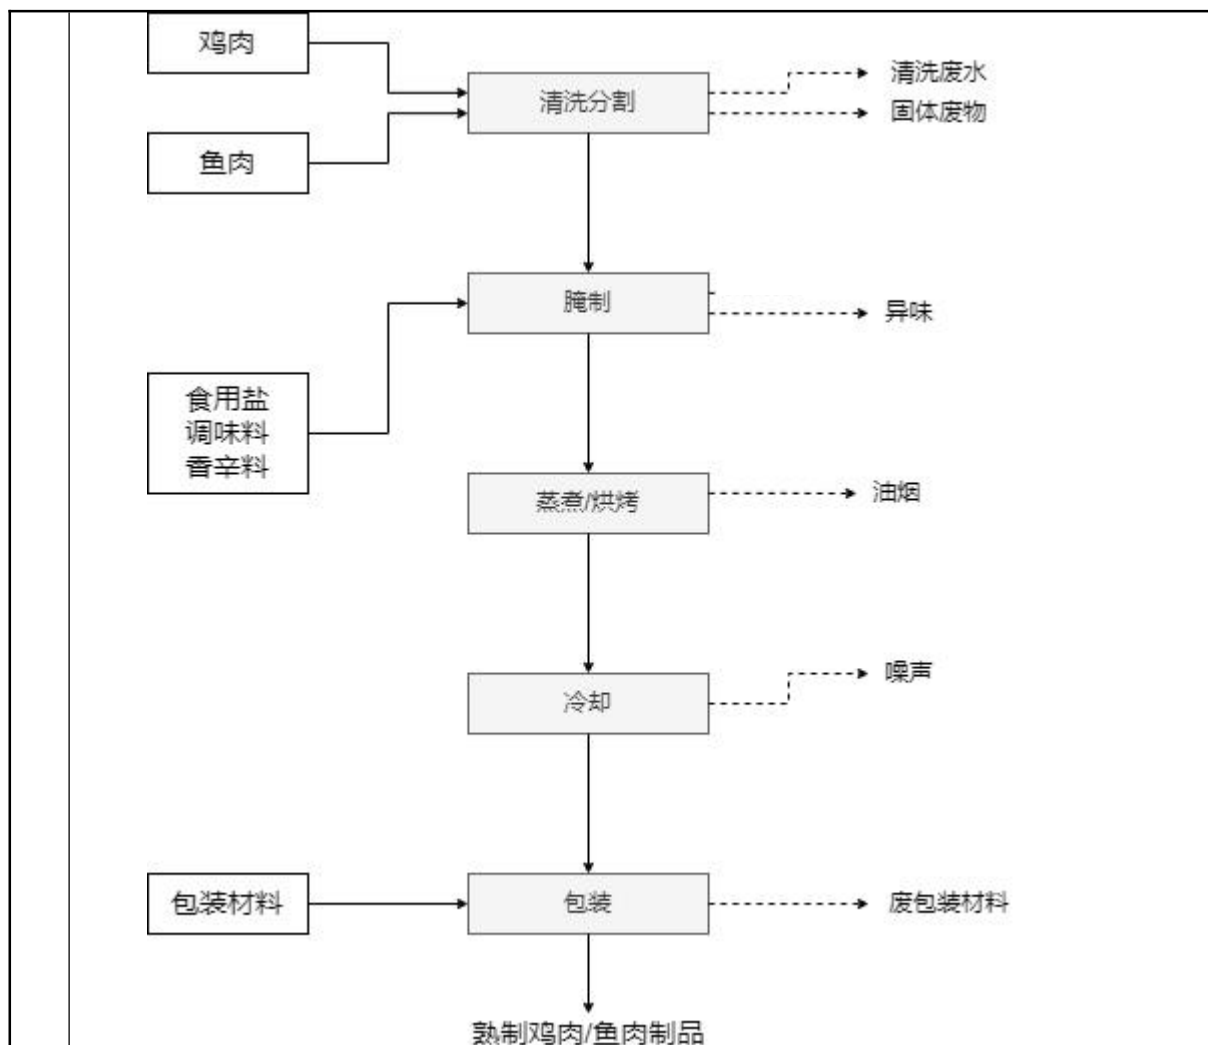 鸡肉
清洗分割
清洗废水
固体废物
鱼肉
腌制
异味
食用盐
调味料
香辛料
蒸煮/烘烤
油烟
冷却
噪声
包装材料
包装
废包装材料
熟制鸡肉/鱼肉制品